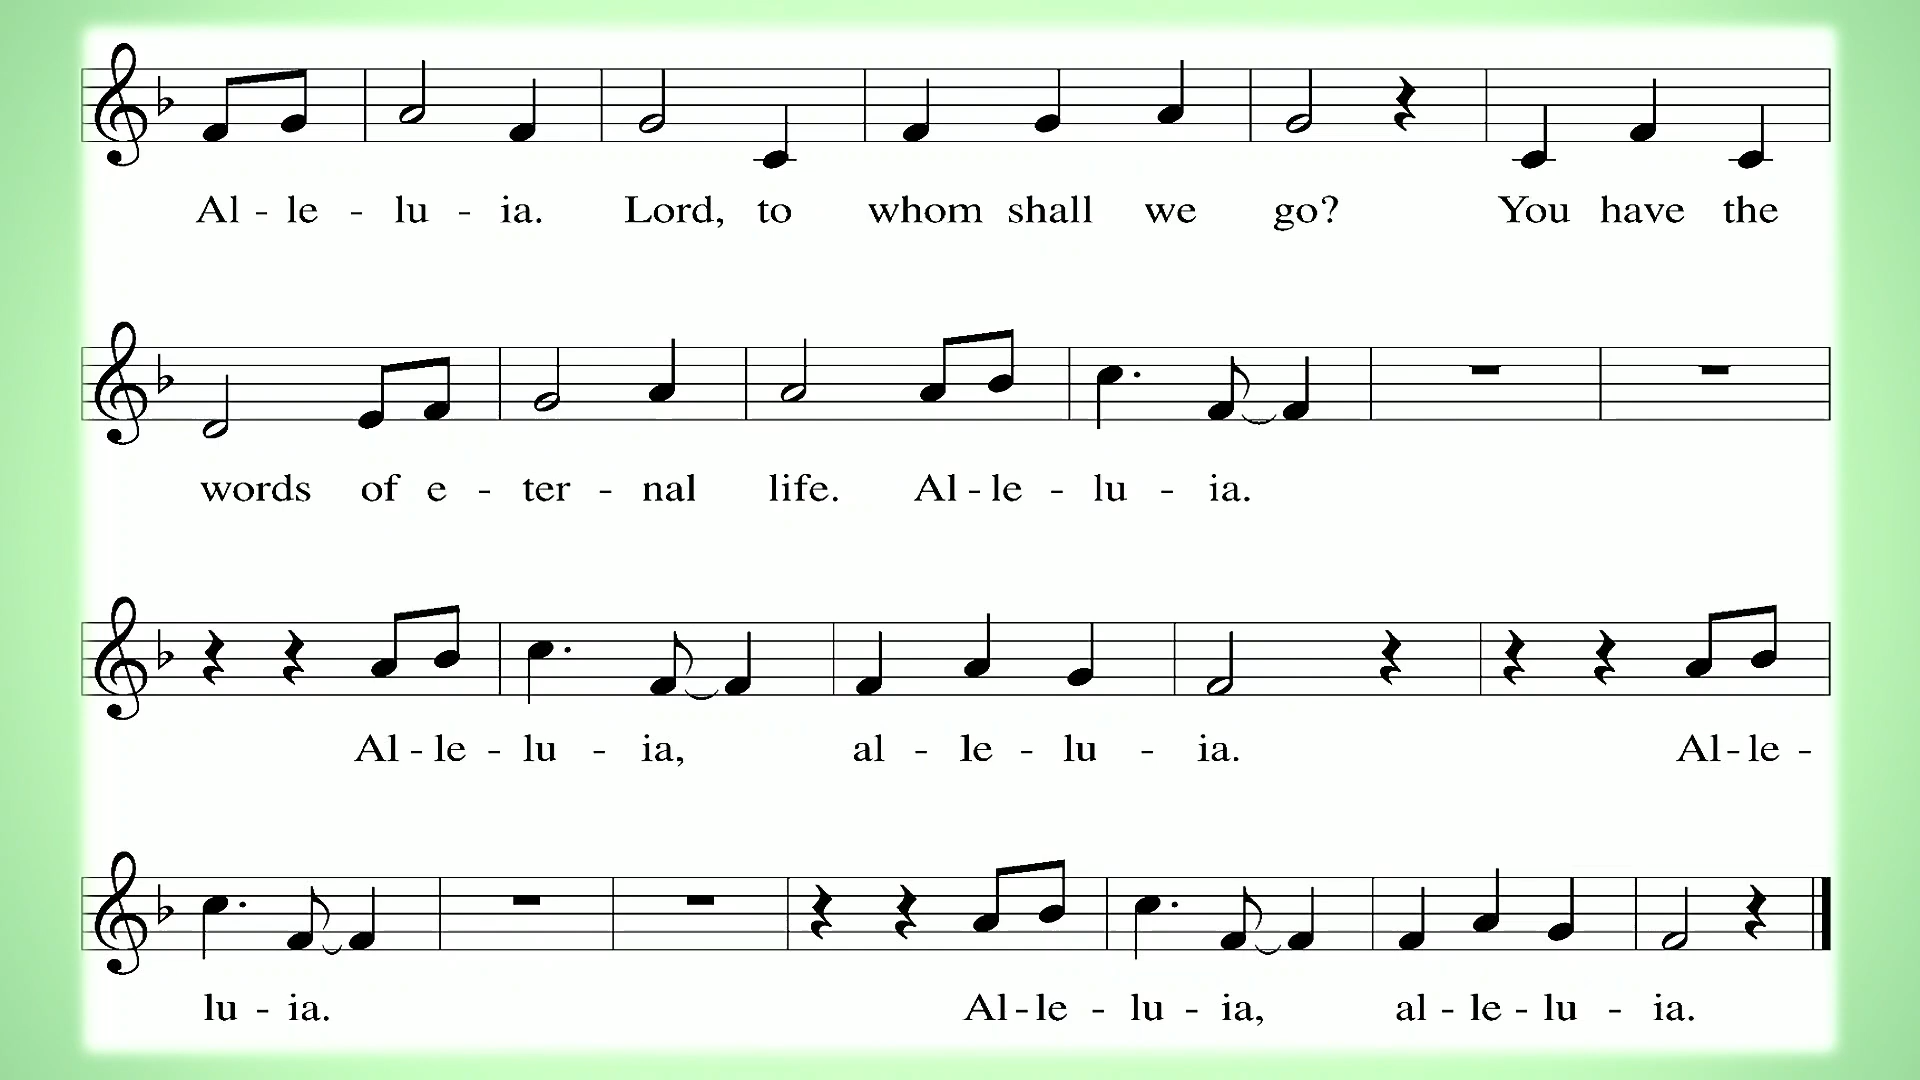 Al - le - lu - ia. Lord, to whom shall we go? You have the
words of e - ter - nal life. Al - le - lu - ia.
Al - le - lu - ia, al - le - lu - ia. Al - le -
lu - ia. Al - le - lu - ia, al - le - lu - ia.